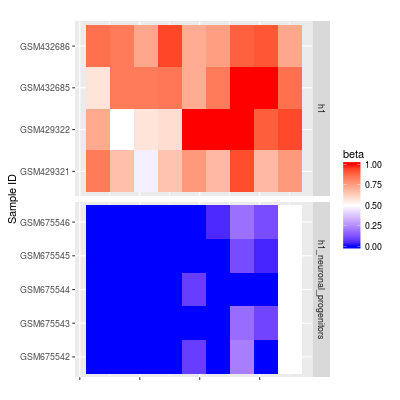 GSM432686
GSM432685
GSM429322
GSM429321
h1
GSM675546
GSM675545
GSM675544
GSM675543
GSM675542
h1_neuronal_progenitors
Sample ID
beta
1.00
0.75
0.50
0.25
0.00